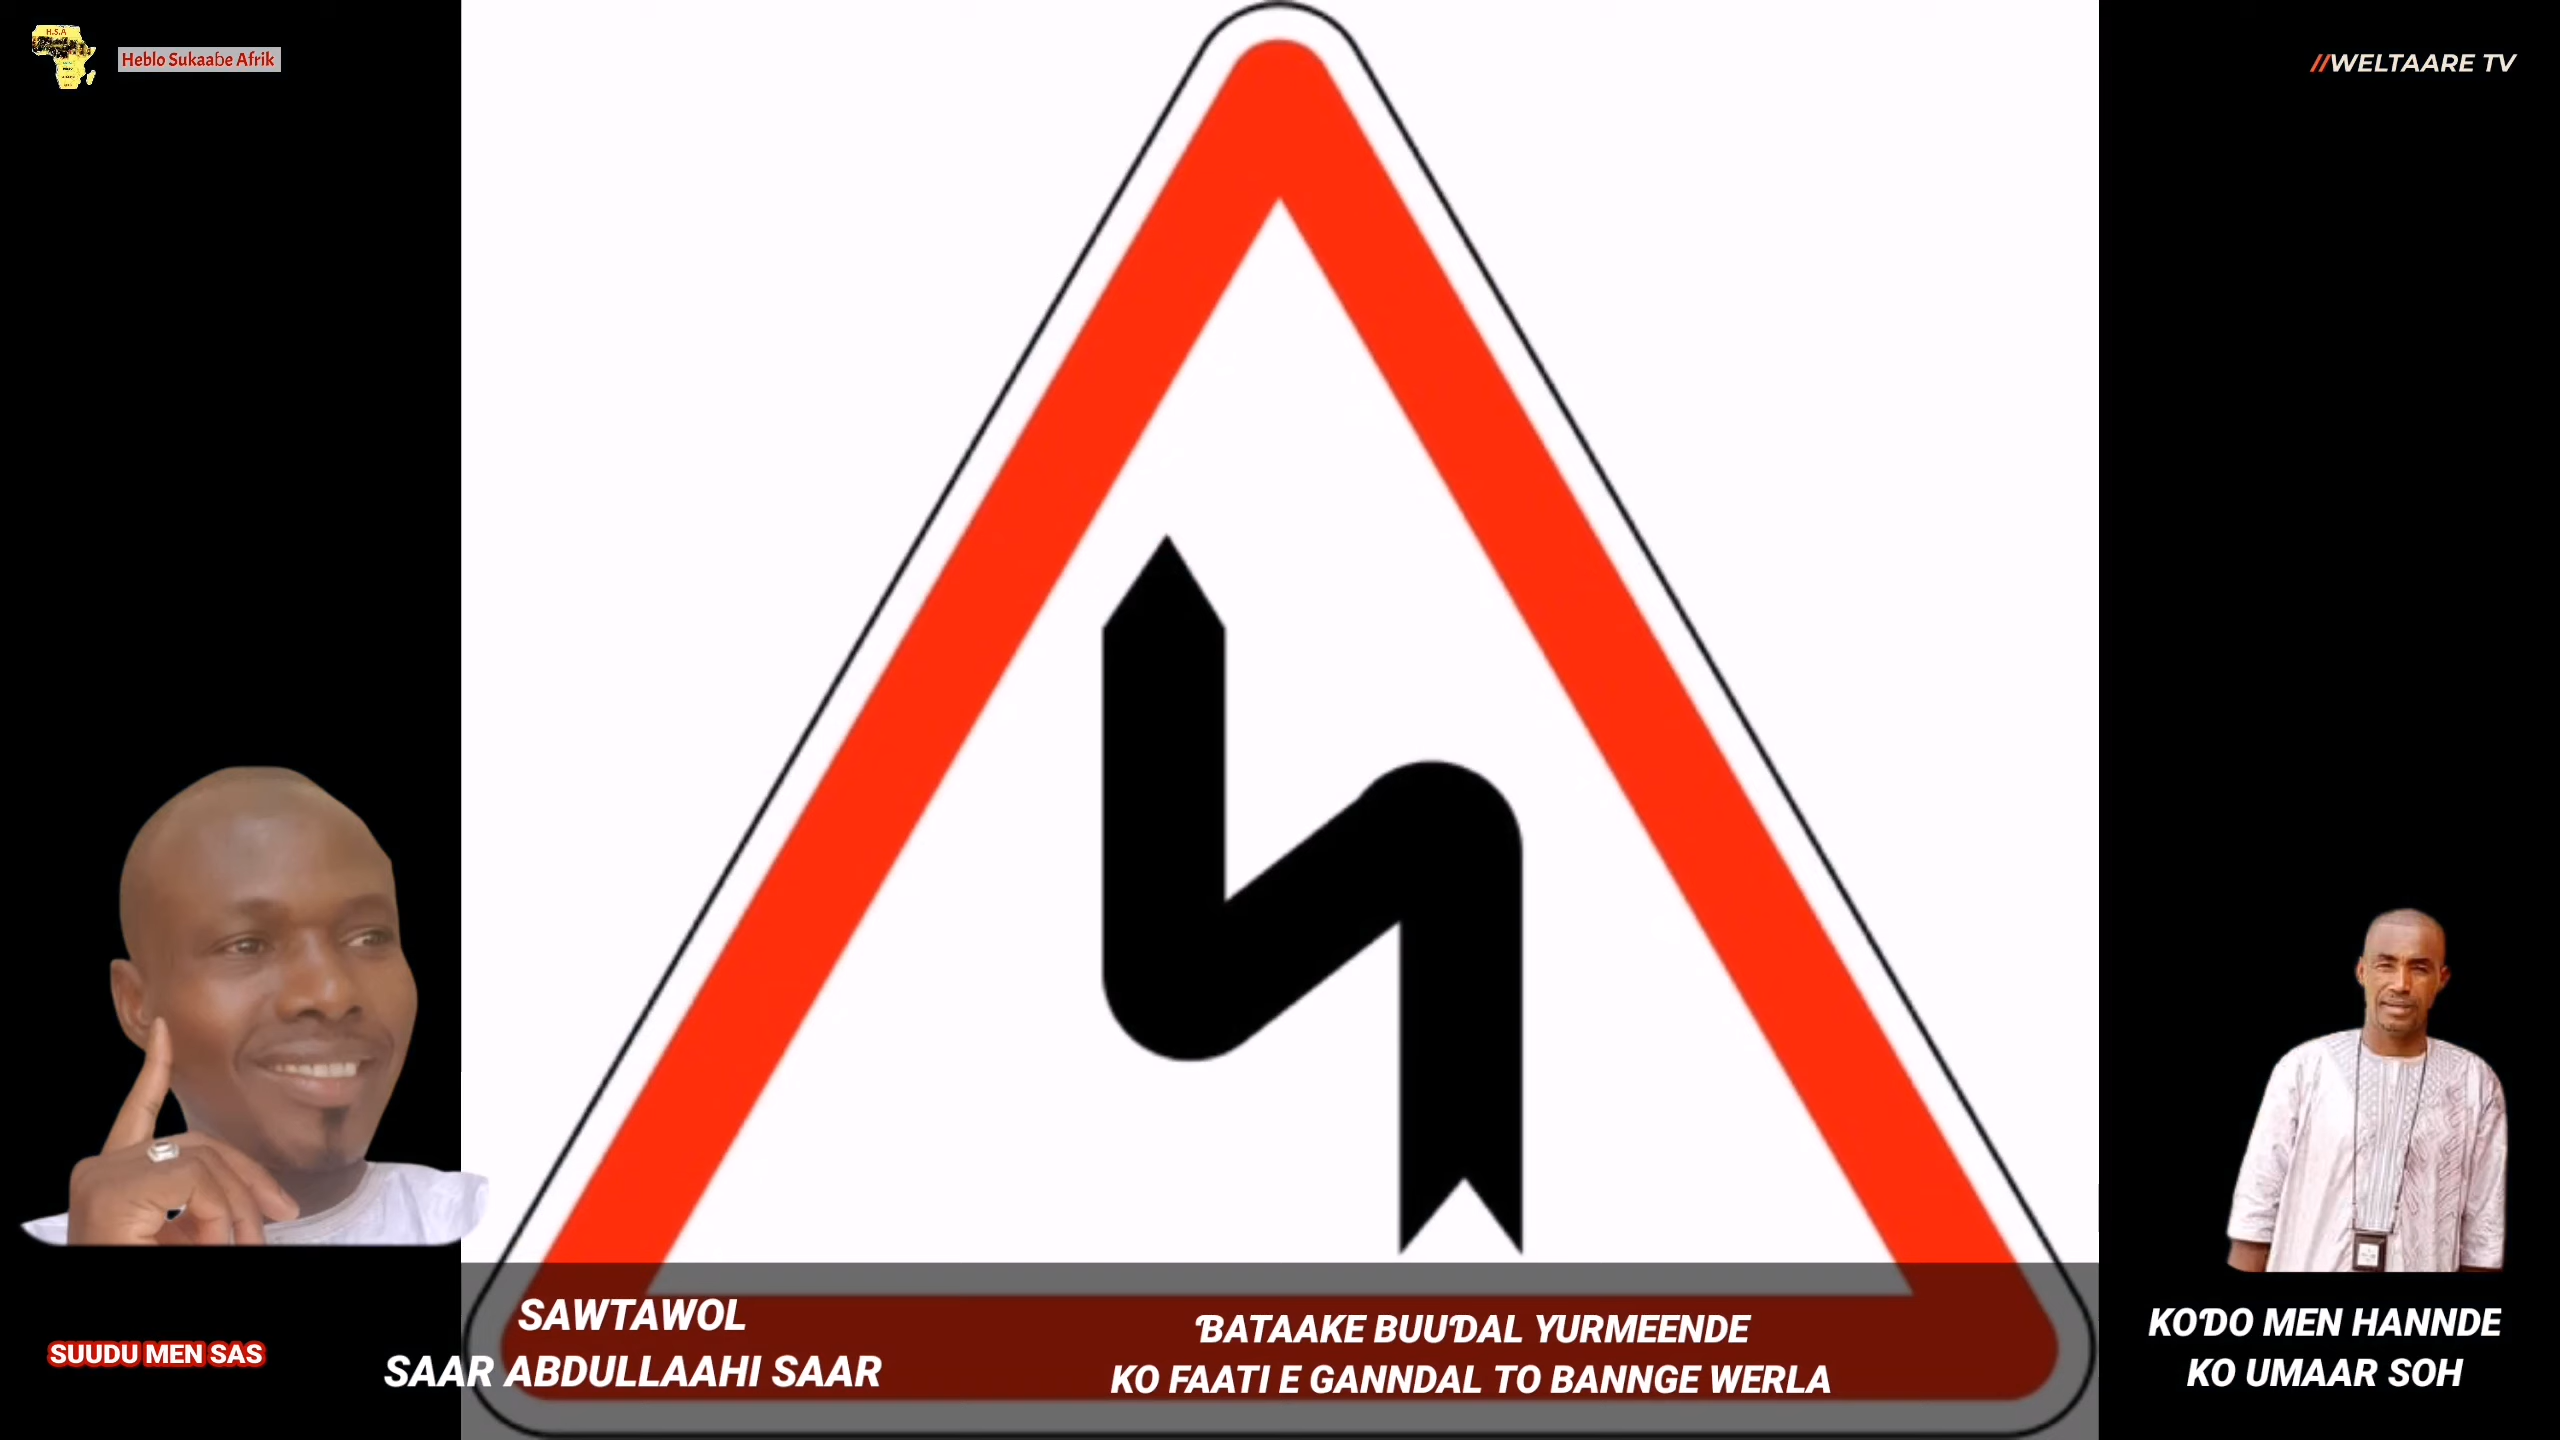 H.S.A
Heblo Sukaaɓe Afrik
//WELTAARE TV
SUUDU MEN SAS
SAWTAWOL
SAAR ABDULLAAHI SAAR
ƁATAAKE BUUƊAL YURMEENDE
KO FAATI E GANNDAL TO BANNGE WERLA
KOƊO MEN HANNDE
KO UMAAR SOH